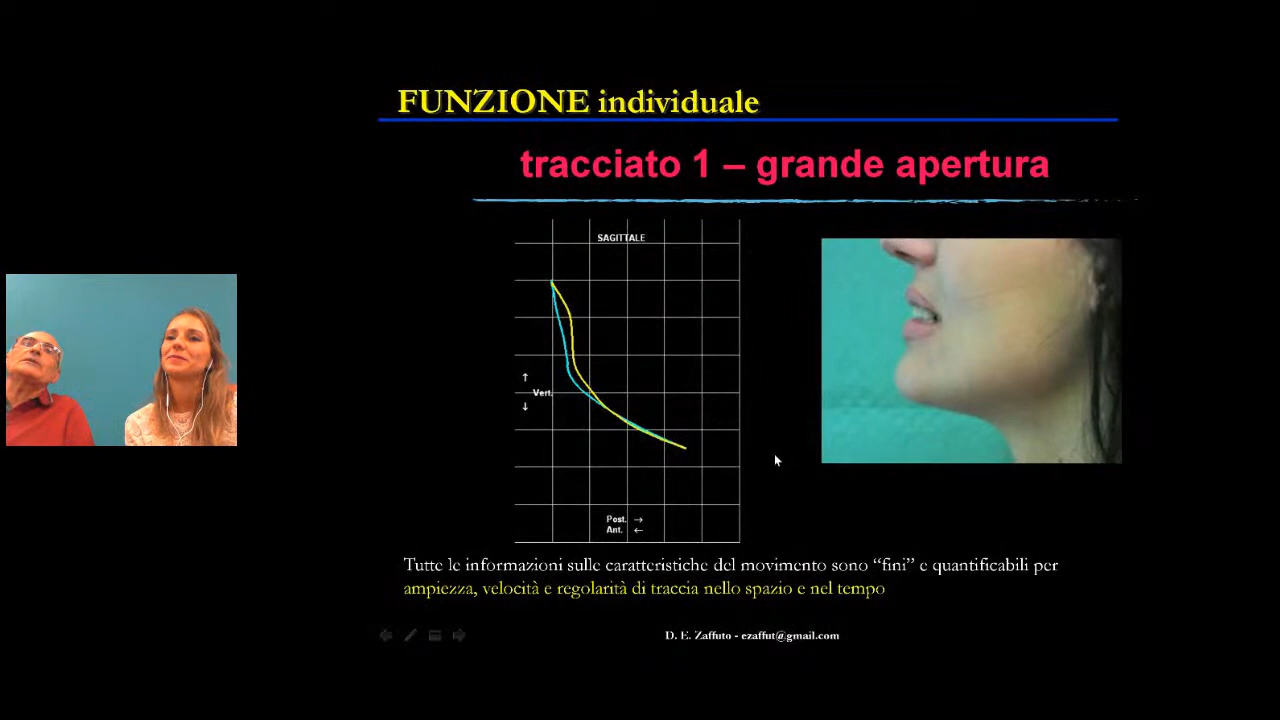 FUNZIONE individuale
tracciato 1 – grande apertura
SAGITTALE
↑
Vert.
↓
Post. →
Ant. ←
Tutte le informazioni sulle caratteristiche del movimento sono “fini” e quantificabili per
ampiezza, velocità e regolarità di traccia nello spazio e nel tempo
D. E. Zaffuto - ezaffut@gmail.com